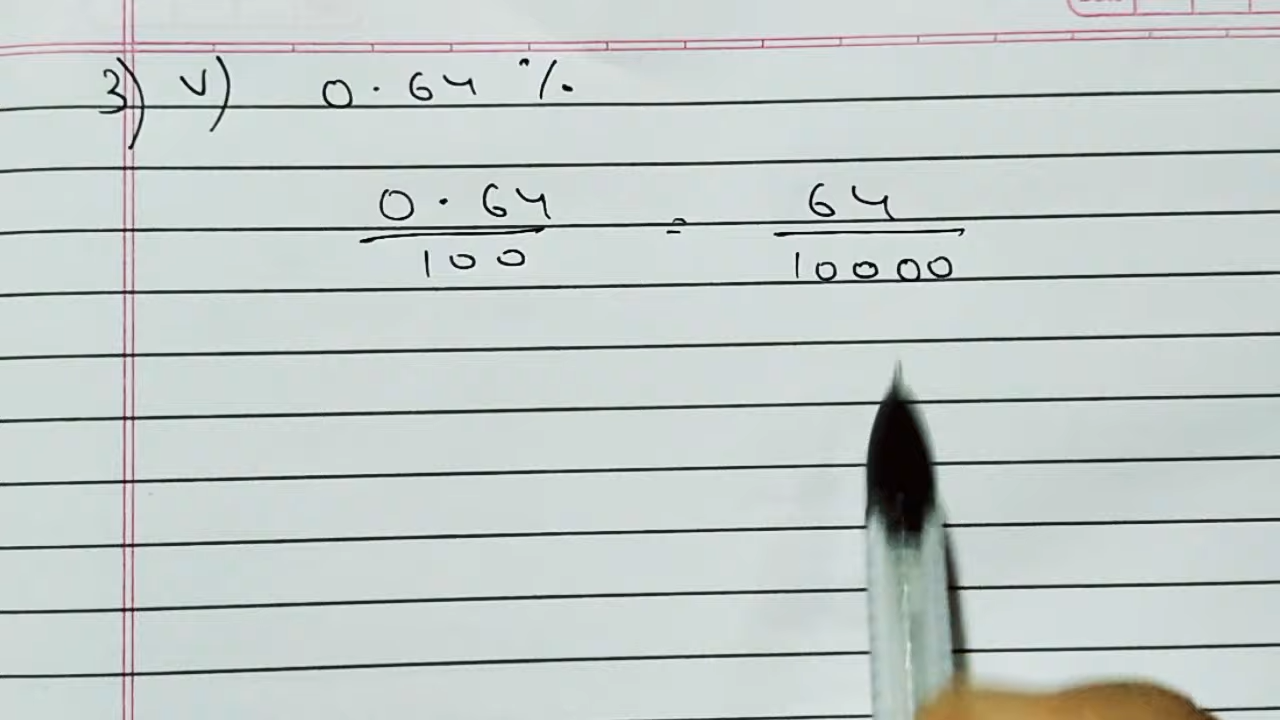 3) v) 0.64 %
0.64 / 100 = 64 / 10000